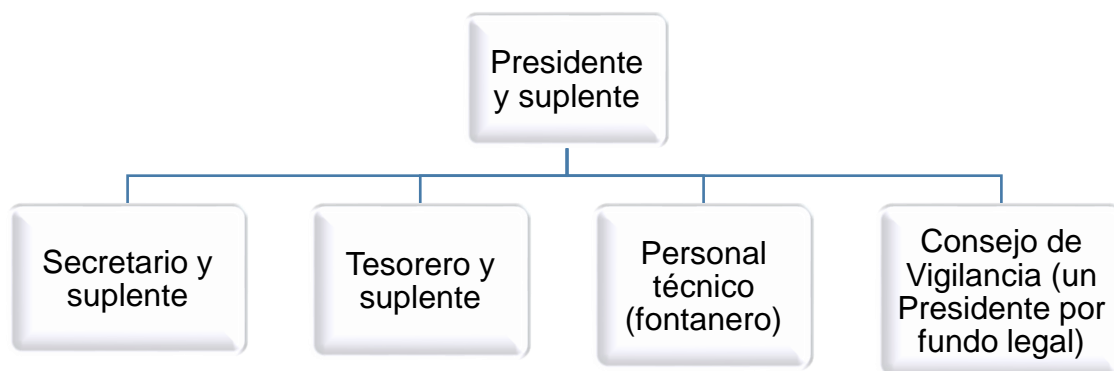 Presidente
y suplente
Secretario y
suplente
Tesorero y
suplente
Personal
técnico
(fontanero)
Consejo de
Vigilancia (un
Presidente por
fundo legal)